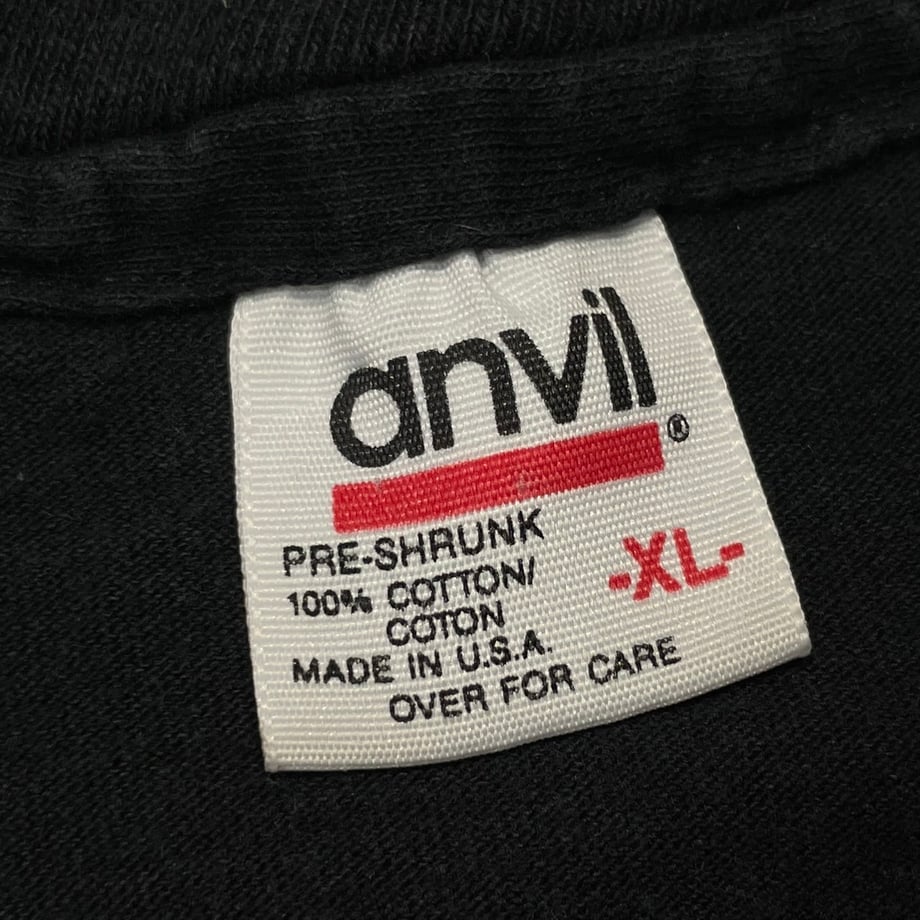 anvil®
PRE-SHRUNK
100% COTTON/
COTON
-XL-
MADE IN U.S.A.
OVER FOR CARE